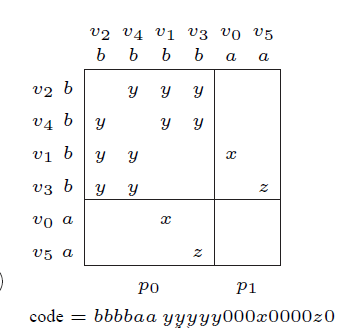 v2 v4 v1 v3 v0 v5
b b b b a a
v2 b y y y
v4 b y y y
v1 b y y x
v3 b y y z
v0 a x
v5 a z
) p0 p1
code = bbbbaa yyyyy000x0000z0